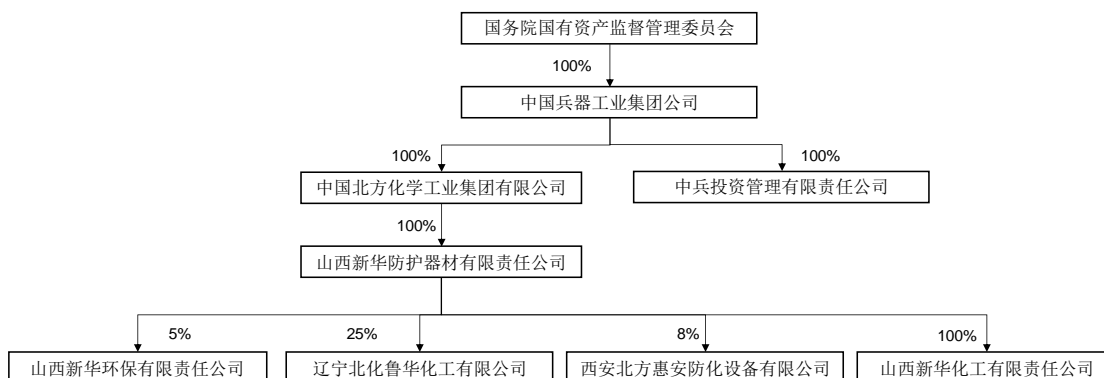 国务院国有资产监督管理委员会
100%
中国兵器工业集团公司
100%
100%
中国北方化学工业集团有限公司
中兵投资管理有限责任公司
100%
山西新华防护器材有限责任公司
5%
25%
8%
100%
山西新华环保有限责任公司
辽宁北化鲁华化工有限公司
西安北方惠安防化设备有限公司
山西新华化工有限责任公司